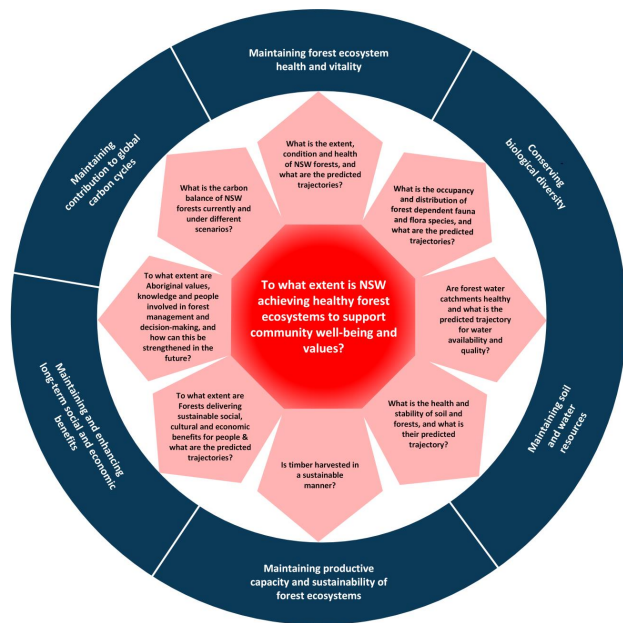 Maintaining forest ecosystem
health and vitality
Conserving
biological diversity
Maintaining soil
and water
resources
Maintaining productive
capacity and sustainability of
forest ecosystems
Maintaining and enhancing
long-term social and economic
benefits
Maintaining
contribution to global
carbon cycles
What is the extent,
condition and health
of NSW forests, and
what are the predicted
trajectories?
What is the occupancy
and distribution of
forest dependent fauna
and flora species, and
what are the predicted
trajectories?
Are forest water
catchments healthy and
what is the
predicted trajectory
for water
availability and
quality?
What is the health and
stability of soil and
forests, and what is
their predicted
trajectory?
Is timber harvested in
a sustainable
manner?
To what extent are
Forests delivering
sustainable social,
cultural and economic
benefits for people &
what are the predicted
trajectories?
To what extent are
Aboriginal values,
knowledge and people
involved in forest
management and
decision-making, and
how can this be
strengthened in the
future?
What is the carbon
balance of NSW
forests currently and
under different
scenarios?
To what extent is NSW
achieving healthy forest
ecosystems to support
community well-being and
values?